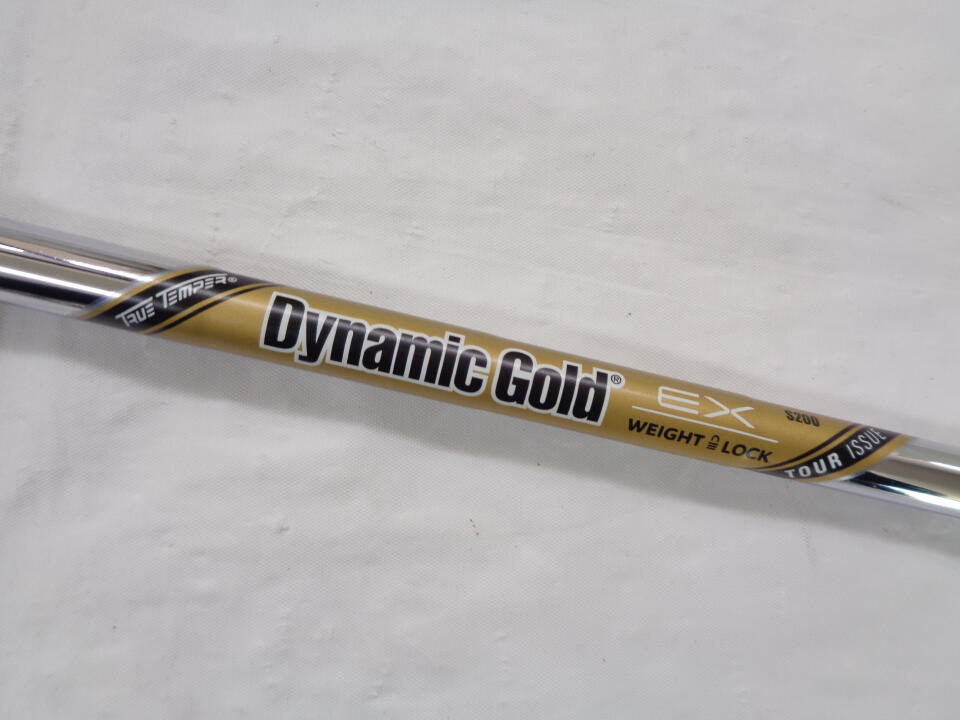 TRUE TEMPER®
Dynamic Gold®
EX
WEIGHT LOCK
S200
TOUR ISSUE